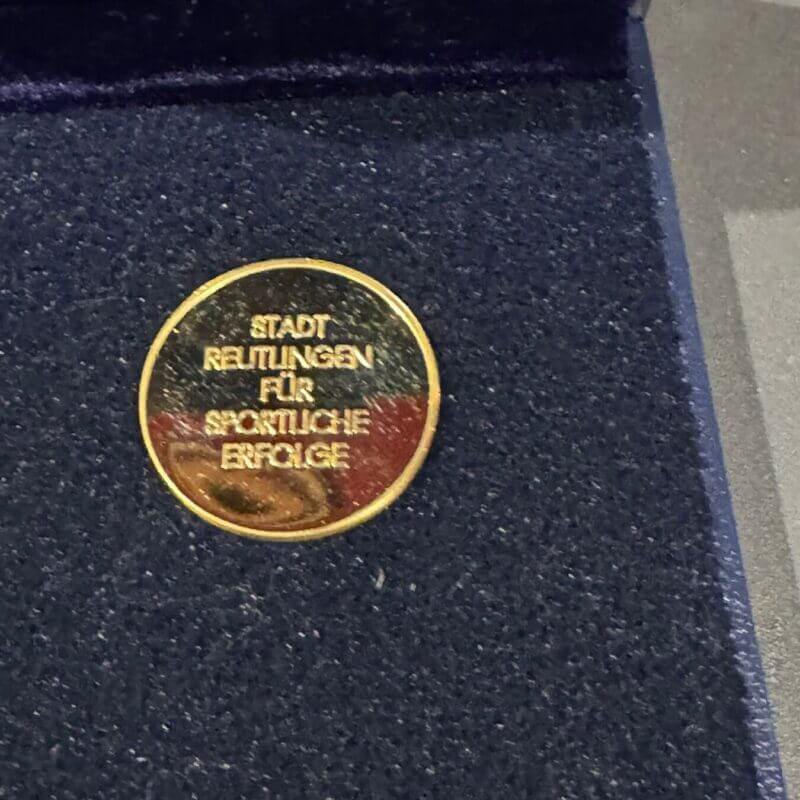 STADT
REUTLINGEN
FÜR
SPORTLICHE
ERFOLGE